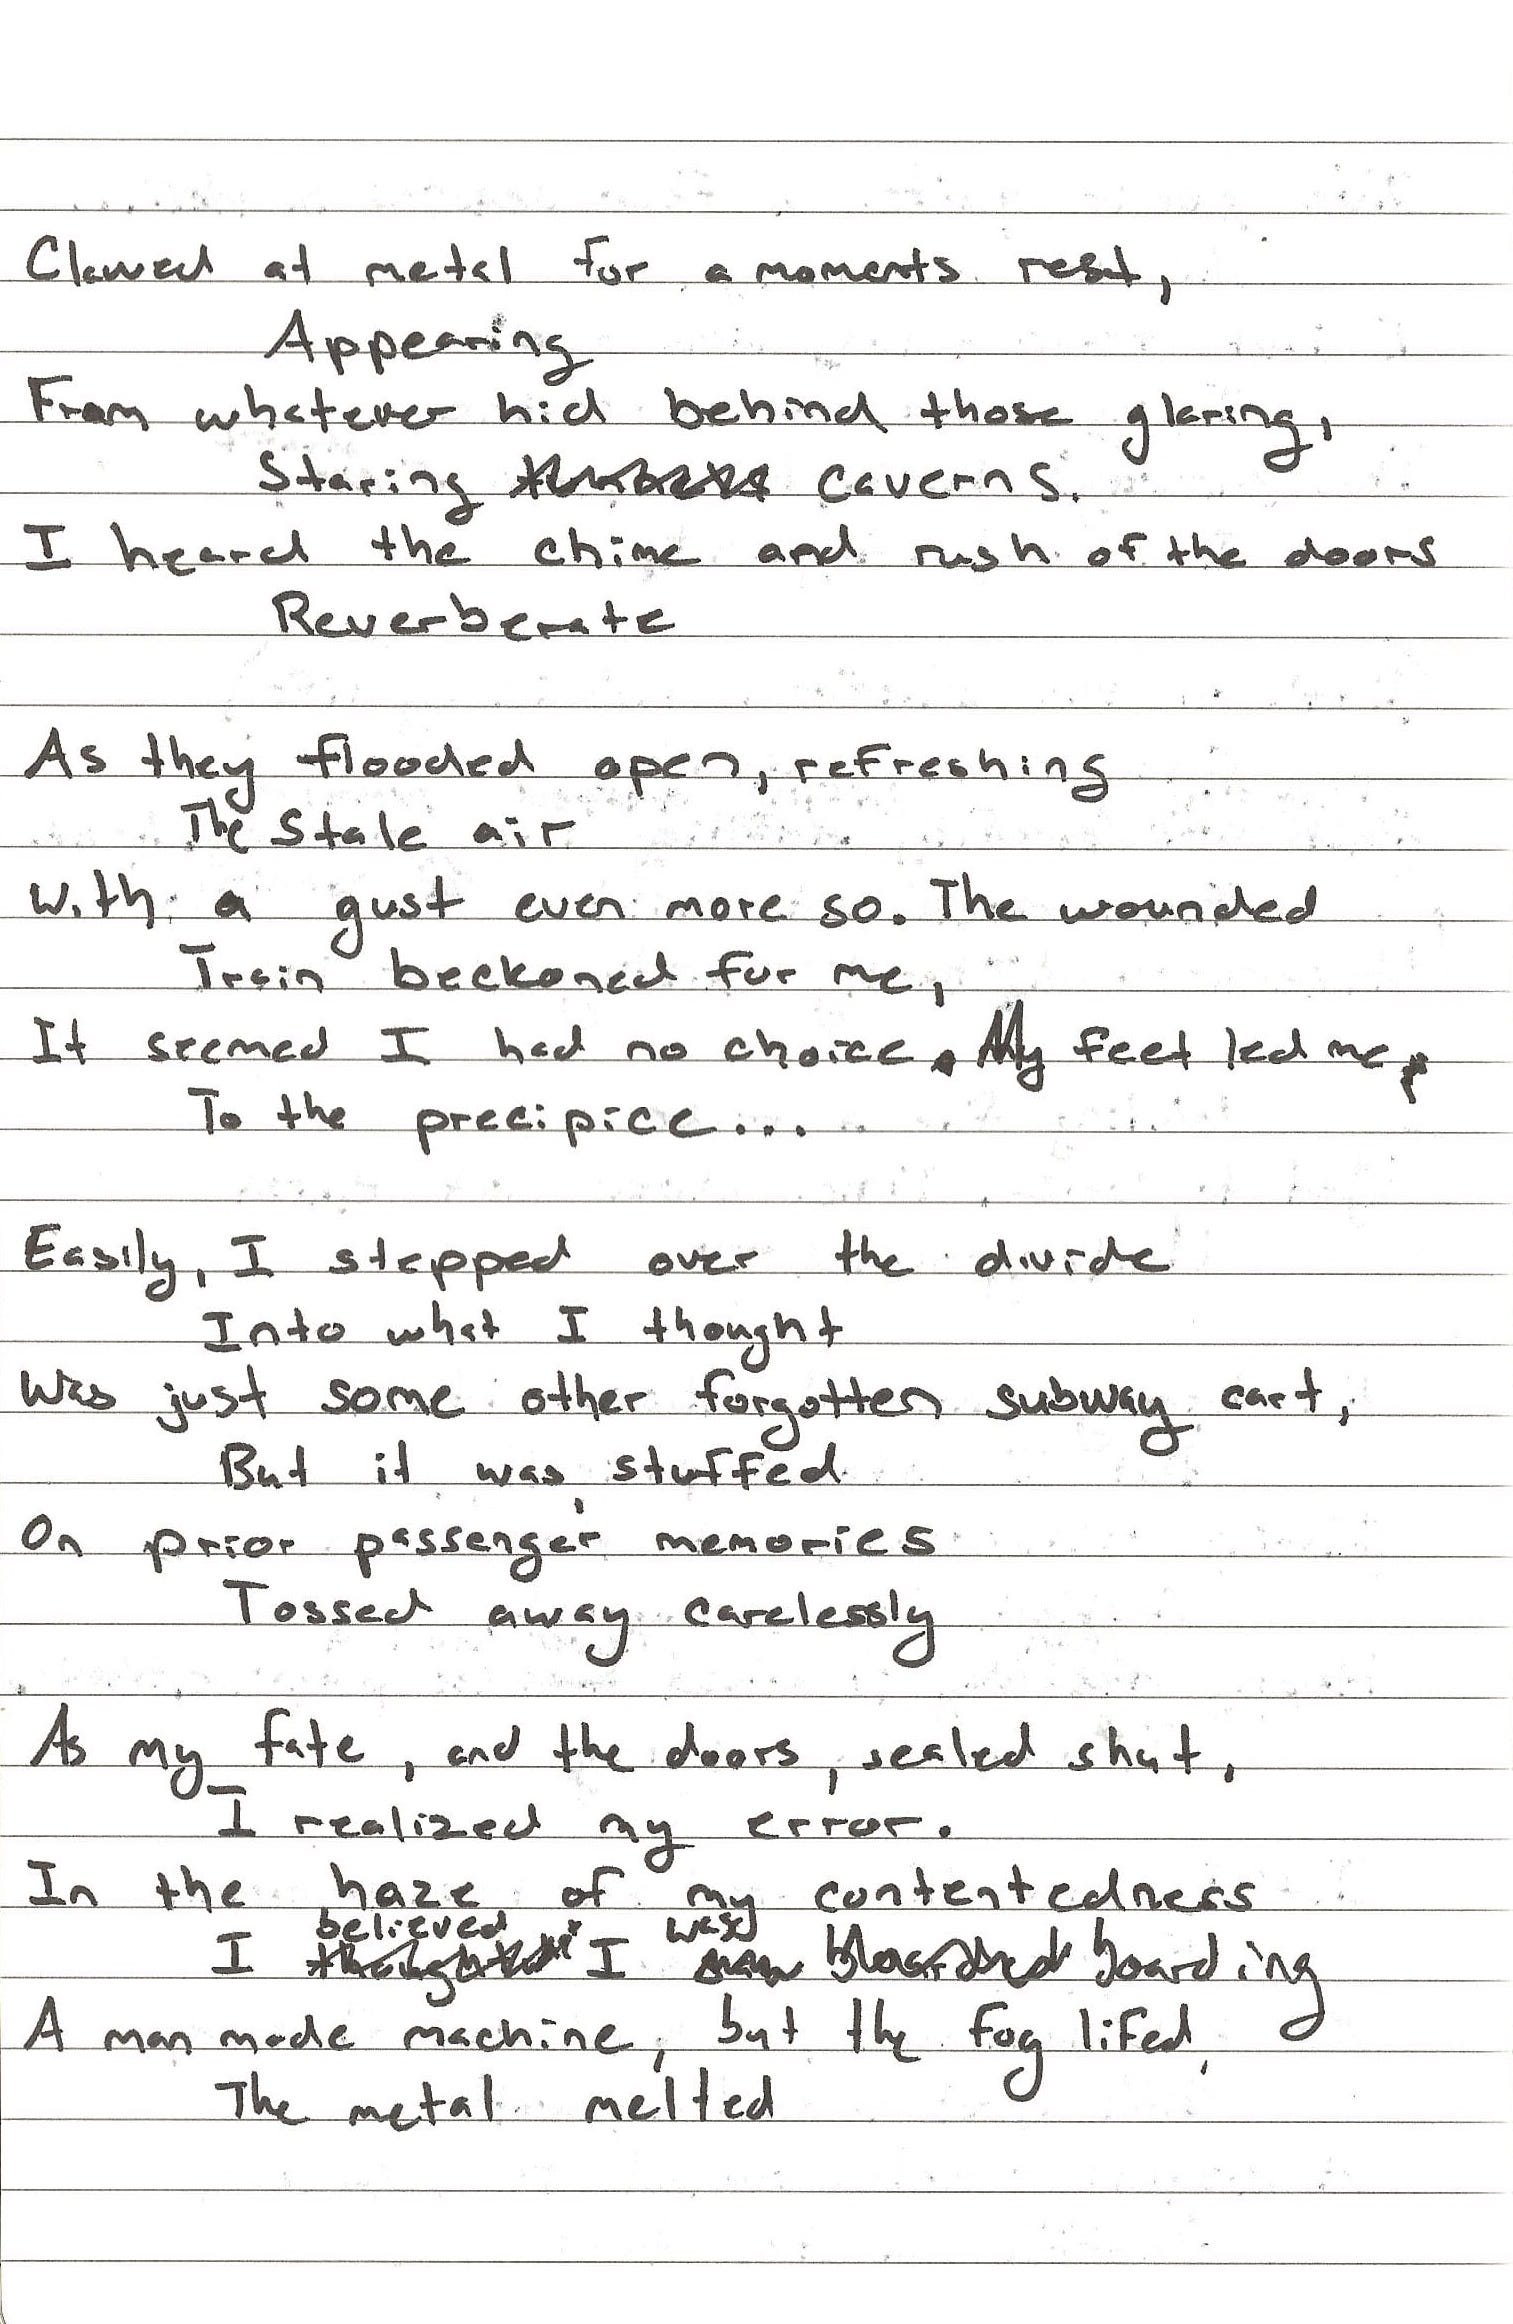 Clawed at metal for a moments rest,
Appearing
From whatever hid behind those glaring,
Staring caverns.
I heard the chime and rush of the doors
Reverberate
As they flooded open, refreshing
The stale air
With a gust even more so. The wounded
Train beckoned for me,
It seemed I had no choice. My feet led me
To the precipice...
Easily, I stepped over the divide
Into what I thought
Was just some other forgotten subway cart,
But it was stuffed
On prior passenger memories
Tossed away carelessly
As my fate, and the doors, sealed shut,
I realized my error.
In the haze of my contentedness
I believed I was boarding
A man made machine, but the fog lifed,
The metal melted